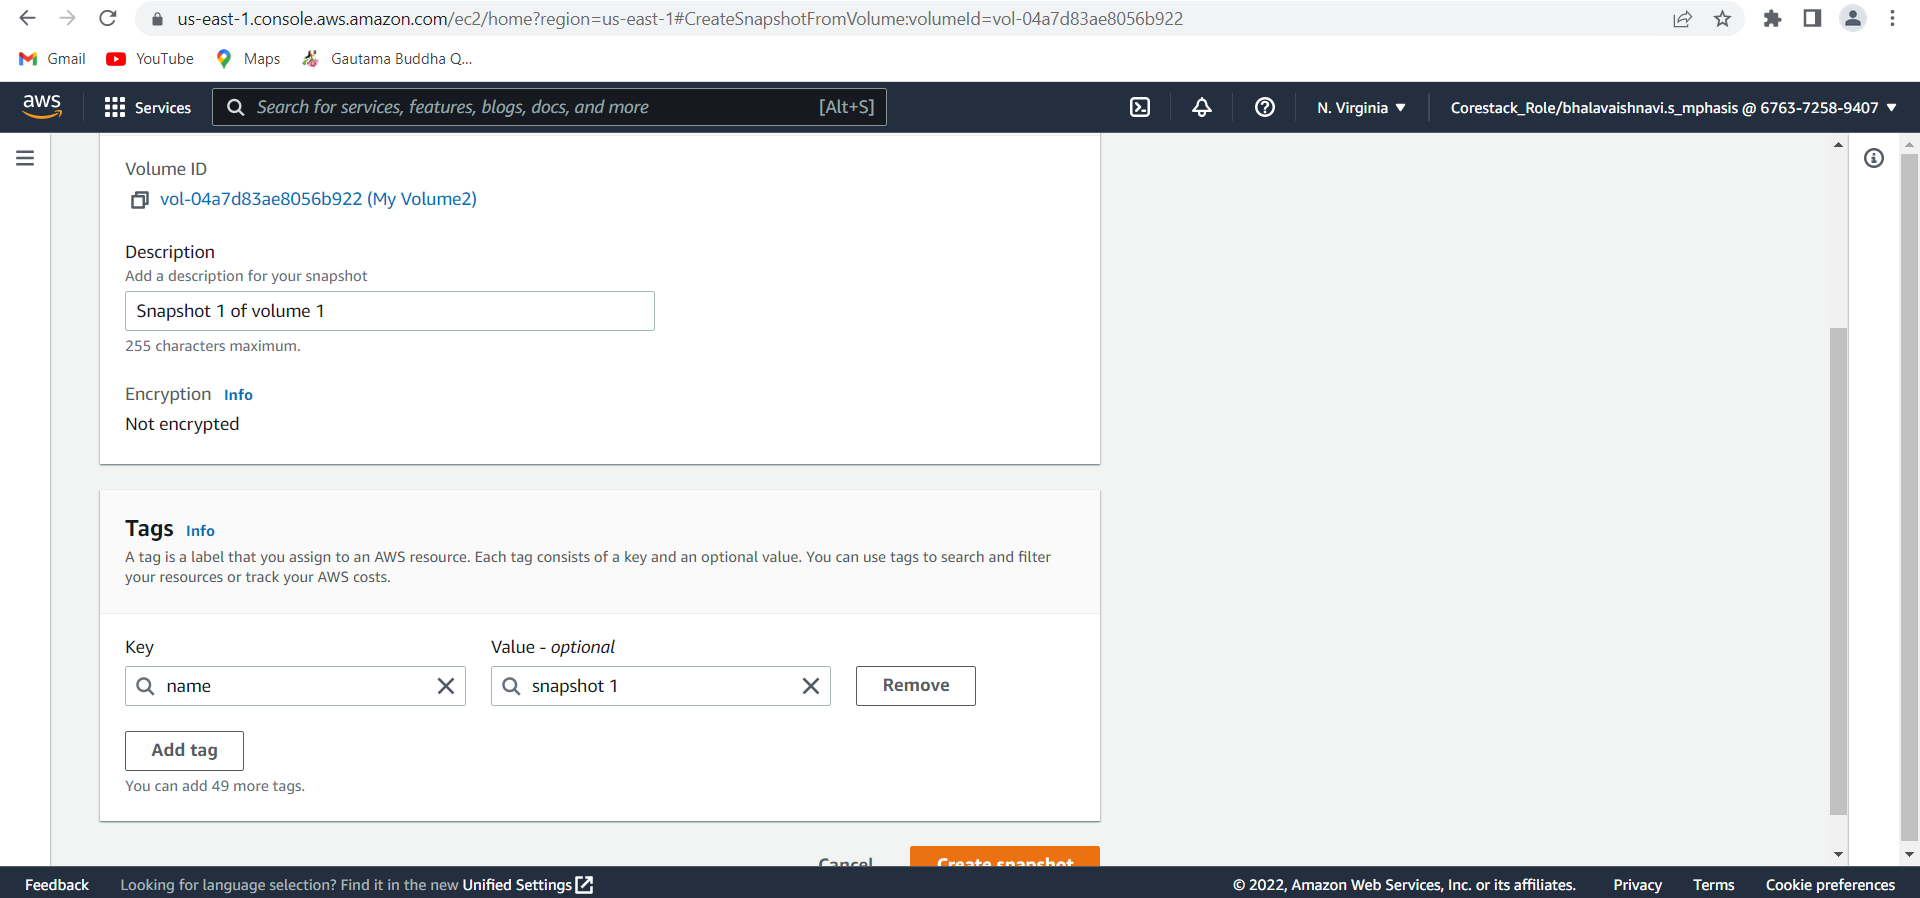 us-east-1.console.aws.amazon.com/ec2/home?region=us-east-1#CreateSnapshotFromVolume:volumeId=vol-04a7d83ae8056b922
Gmail YouTube Maps Gautama Buddha Q...
aws Services Search for services, features, blogs, docs, and more [Alt+S] N. Virginia Corestack_Role/bhalavaishnavi.s_mphasis @ 6763-7258-9407
Volume ID
vol-04a7d83ae8056b922 (My Volume2)
Description
Add a description for your snapshot
Snapshot 1 of volume 1
255 characters maximum.
Encryption Info
Not encrypted
Tags Info
A tag is a label that you assign to an AWS resource. Each tag consists of a key and an optional value. You can use tags to search and filter
your resources or track your AWS costs.
Key Value - optional
name snapshot 1 Remove
Add tag
You can add 49 more tags.
Cancel Create snapshot
Feedback Looking for language selection? Find it in the new Unified Settings © 2022, Amazon Web Services, Inc. or its affiliates. Privacy Terms Cookie preferences